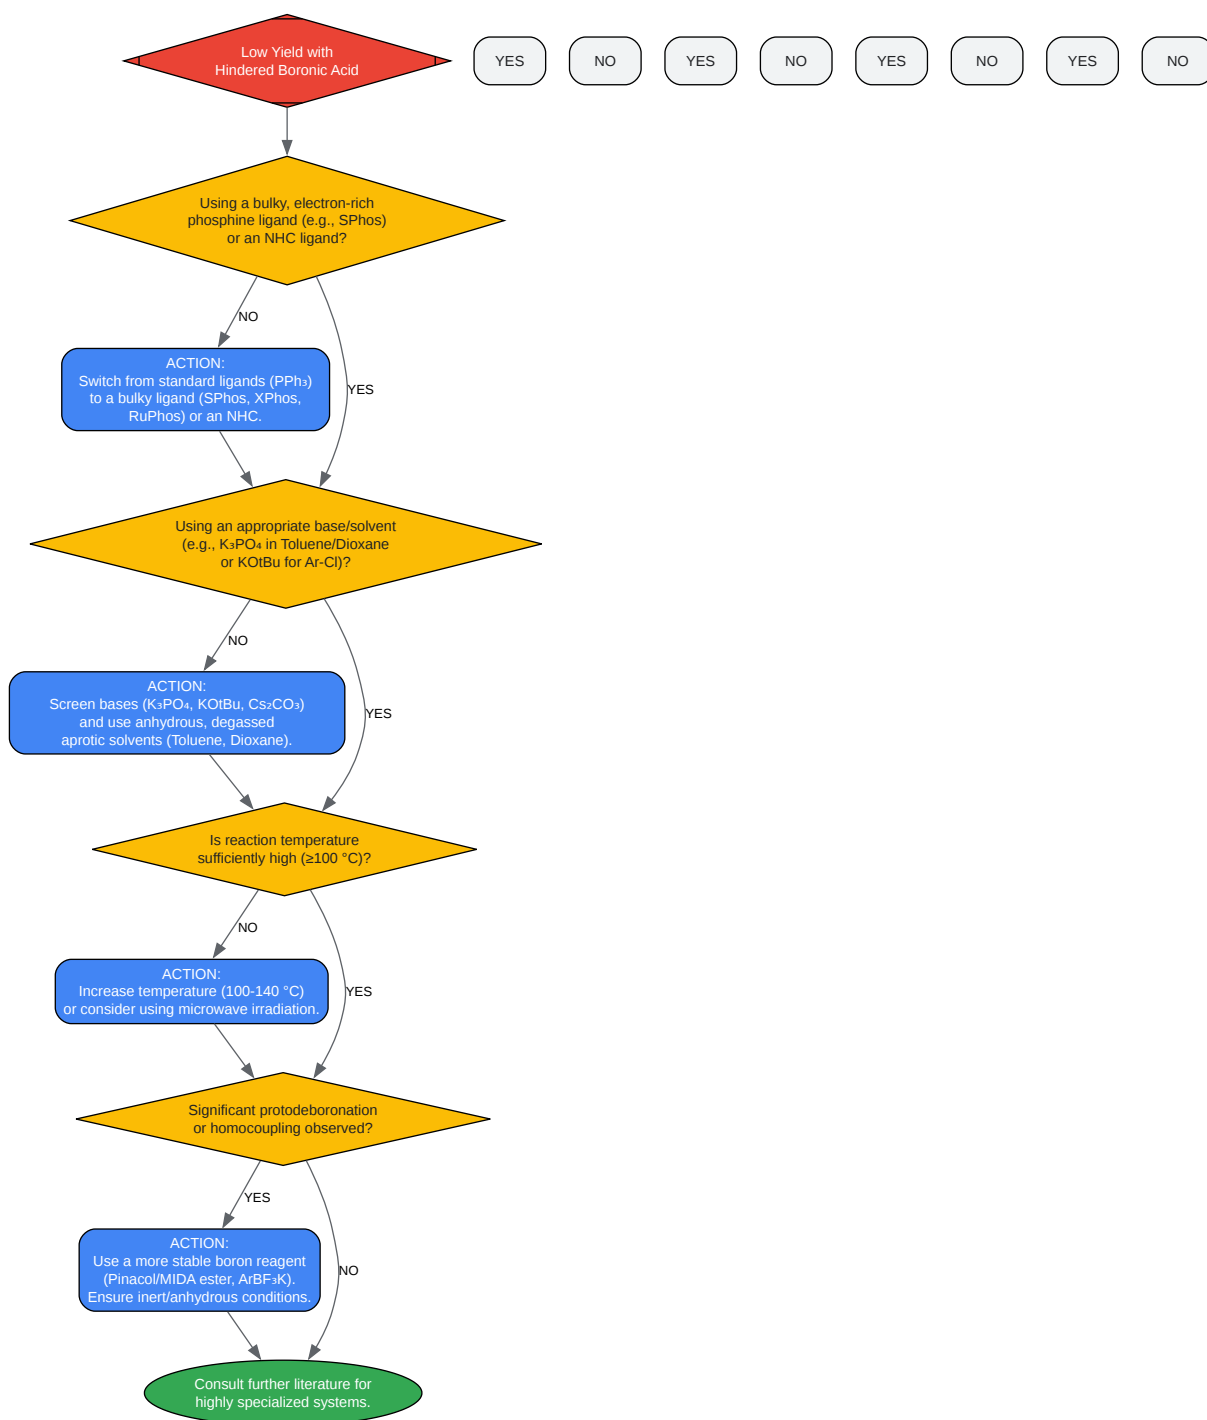 Low Yield with
Hindered Boronic Acid
YES
NO
YES
NO
YES
NO
YES
NO
Using a bulky, electron-rich
phosphine ligand (e.g., SPhos)
or an NHC ligand?
NO
ACTION:
Switch from standard ligands (PPh₃)
to a bulky ligand (SPhos, XPhos,
RuPhos) or an NHC.
YES
Using an appropriate base/solvent
(e.g., K₃PO₄ in Toluene/Dioxane
or KOtBu for Ar-Cl)?
NO
ACTION:
Screen bases (K₃PO₄, KOtBu, Cs₂CO₃)
and use anhydrous, degassed
aprotic solvents (Toluene, Dioxane).
YES
Is reaction temperature
sufficiently high (≥100 °C)?
NO
ACTION:
Increase temperature (100-140 °C)
or consider using microwave irradiation.
YES
Significant protodeboronation
or homocoupling observed?
YES
ACTION:
Use a more stable boron reagent
(Pinacol/MIDA ester, ArBF₃K).
Ensure inert/anhydrous conditions.
NO
Consult further literature for
highly specialized systems.